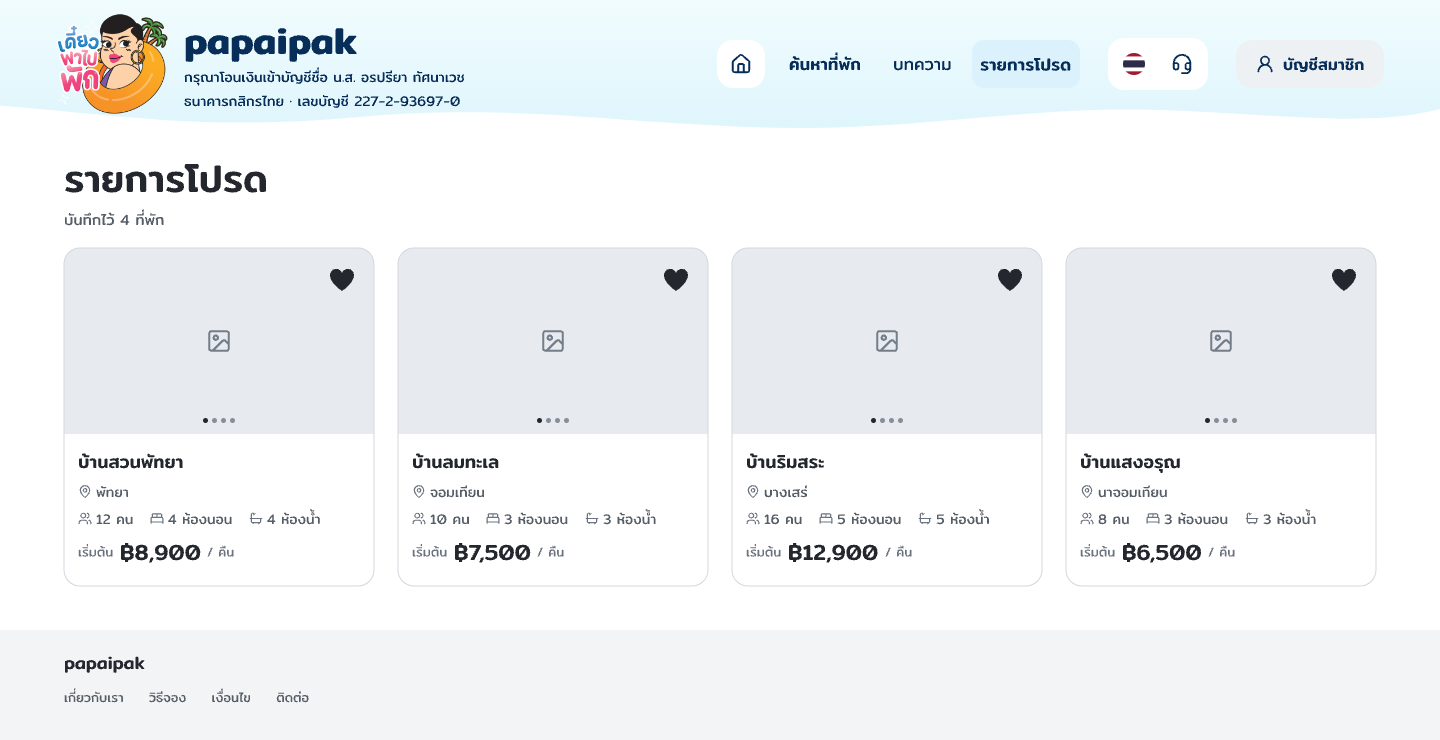 เดี๋ยว
พาไป
พัก
papaipak
กรุณาโอนเงินเข้าบัญชีชื่อ น.ส. อรปรียา ทัศนาเวช
ธนาคารกสิกรไทย · เลขบัญชี 227-2-93697-0
ค้นหาที่พัก บทความ รายการโปรด บัญชีสมาชิก
รายการโปรด
บันทึกไว้ 4 ที่พัก
บ้านสวนพัทยา
พัทยา
12 คน 4 ห้องนอน 4 ห้องน้ำ
เริ่มต้น ฿8,900 / คืน
บ้านลมทะเล
จอมเทียน
10 คน 3 ห้องนอน 3 ห้องน้ำ
เริ่มต้น ฿7,500 / คืน
บ้านริมสระ
บางเสร่
16 คน 5 ห้องนอน 5 ห้องน้ำ
เริ่มต้น ฿12,900 / คืน
บ้านแสงอรุณ
นาจอมเทียน
8 คน 3 ห้องนอน 3 ห้องน้ำ
เริ่มต้น ฿6,500 / คืน
papaipak
เกี่ยวกับเรา วิธีจอง เงื่อนไข ติดต่อ